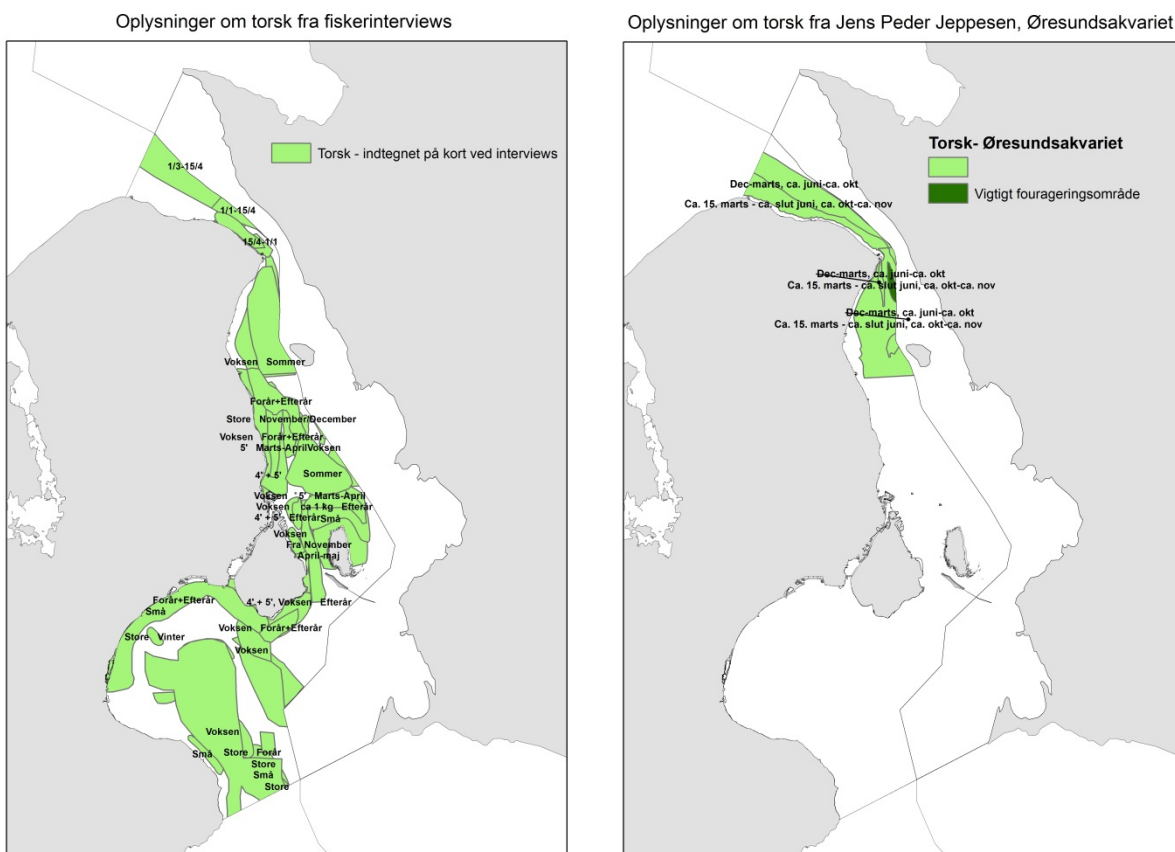 Oplysninger om torsk fra fiskerinterviews
Torsk - indtegnet på kort ved interviews
1/3-15/4
1/1-15/4
15/4-1/1
Voksen Sommer
Forår+Efterår
Store November/December
Voksen Forår+Efterår
5' Marts-April Voksen
Sommer
4' + 5'
Voksen 5' Marts-April
Voksen ca 1 kg Efterår
4' + 5' Efterår Små
Voksen
Fra November
April-maj
4' + 5', Voksen Efterår
Forår+Efterår
Små
Voksen Forår+Efterår
Store Vinter
Voksen
Voksen
Små Store Forår
Store
Små
Store
Oplysninger om torsk fra Jens Peder Jeppesen, Øresundsakvariet
Torsk- Øresundsakvariet
Vigtigt fourageringsområde
Dec-marts, ca. juni-ca. okt
Ca. 15. marts - ca. slut juni, ca. okt-ca. nov
Dec-marts, ca. juni-ca. okt
Ca. 15. marts - ca. slut juni, ca. okt-ca. nov
Dec-marts, ca. juni-ca. okt
Ca. 15. marts - ca. slut juni, ca. okt-ca. nov